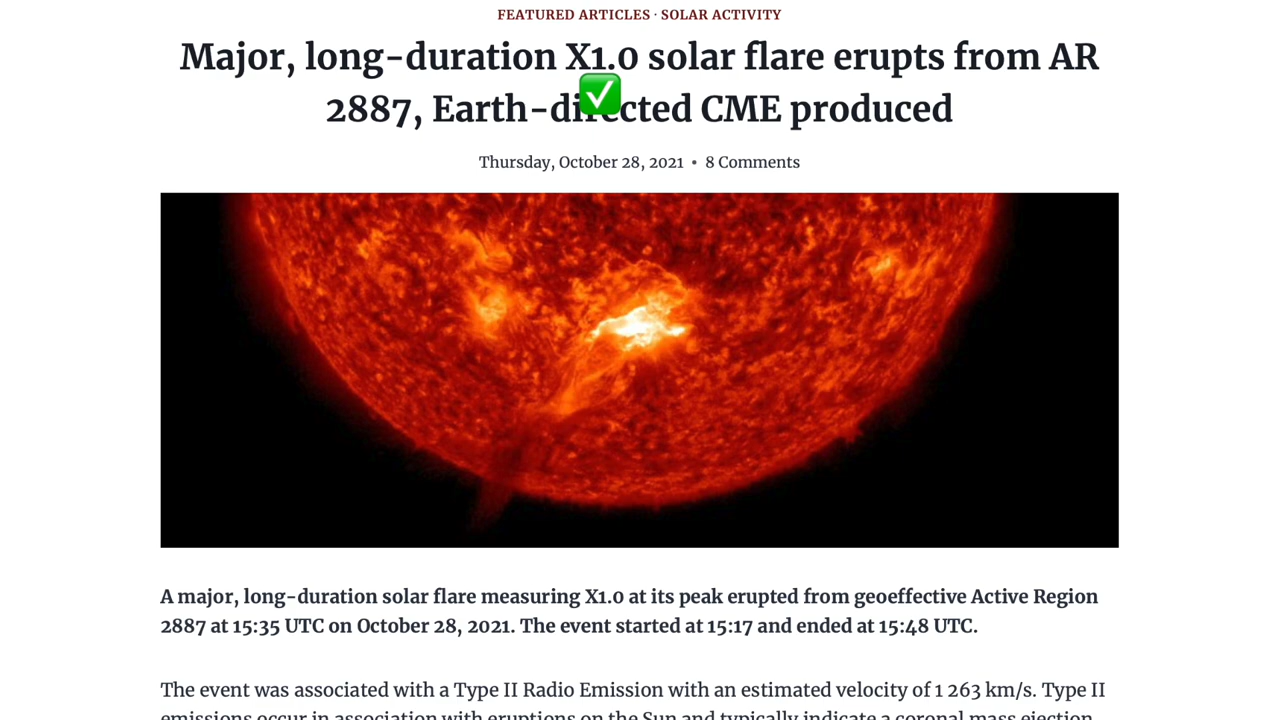 FEATURED ARTICLES · SOLAR ACTIVITY
Major, long-duration X1.0 solar flare erupts from AR
2887, Earth-directed CME produced
Thursday, October 28, 2021 • 8 Comments
A major, long-duration solar flare measuring X1.0 at its peak erupted from geoeffective Active Region
2887 at 15:35 UTC on October 28, 2021. The event started at 15:17 and ended at 15:48 UTC.
The event was associated with a Type II Radio Emission with an estimated velocity of 1 263 km/s. Type II
emissions occur in association with eruptions on the Sun and typically indicate a coronal mass ejection